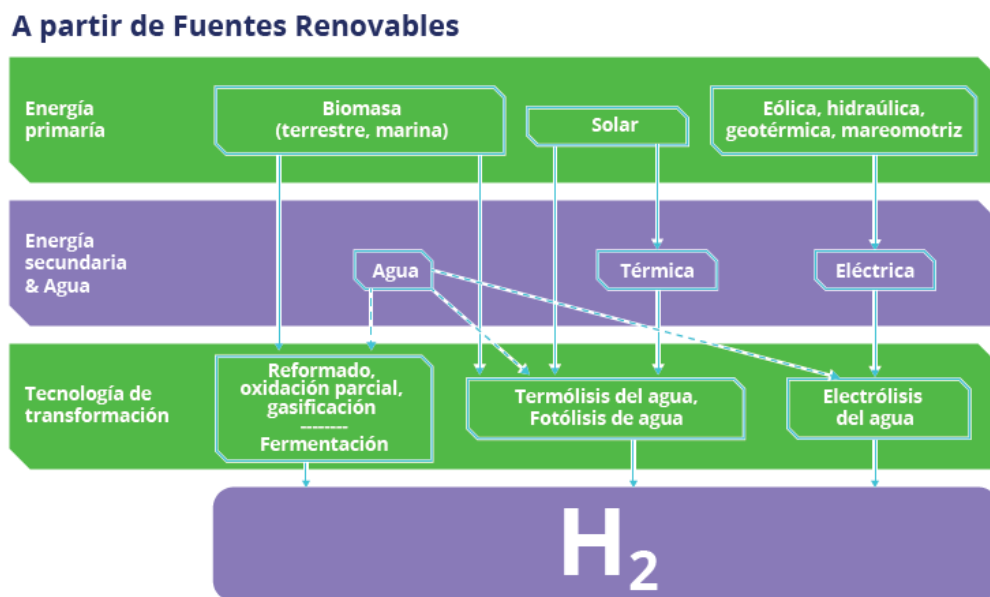 A partir de Fuentes Renovables
Energía
primaría
Biomasa
(terrestre, marina)
Solar
Eólica, hidraúlica,
geotérmica, mareomotriz
Energía
secundaria
& Agua
Agua
Térmica
Eléctrica
Tecnología de
transformación
Reformado,
oxidación parcial,
gasificación
--------
Fermentación
Termólisis del agua,
Fotólisis de agua
Electrólisis
del agua
H₂